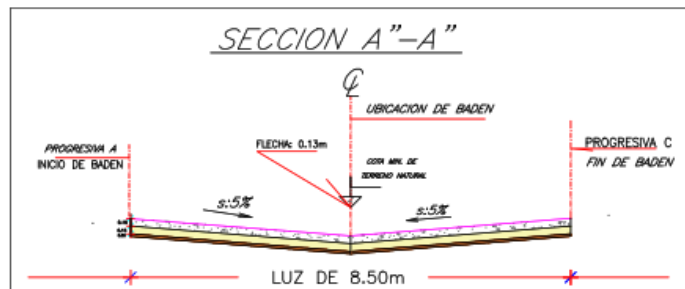 SECCION A"-A"
℄
UBICACION DE BADEN
PROGRESIVA A
INICIO DE BADEN
FLECHA: 0.13m
COTA MIN. DE
TERRENO NATURAL
PROGRESIVA C
FIN DE BADEN
s:5%
s:5%
LUZ DE 8.50m